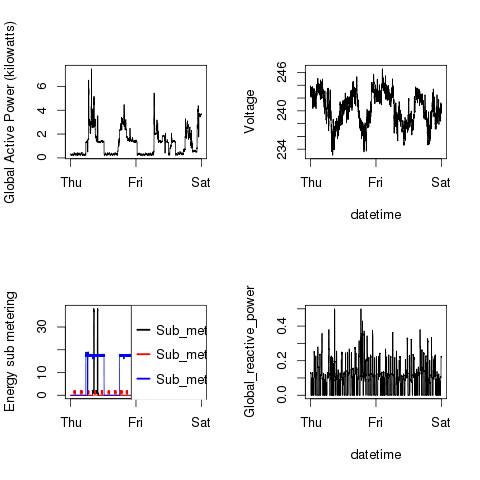 Global Active Power (kilowatts)
6
4
2
0
Thu Fri Sat
Voltage
246
240
234
Thu Fri Sat
datetime
Energy sub metering
30
10
0
Sub_met
Sub_met
Sub_met
Thu Fri Sat
Global_reactive_power
0.4
0.2
0.0
Thu Fri Sat
datetime